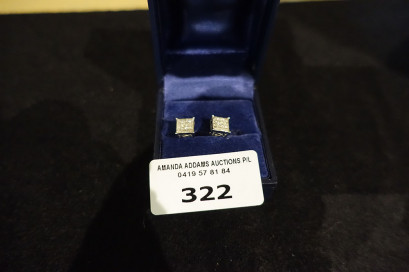 AMANDA ADDAMS AUCTIONS P/L
0419 57 81 84
322